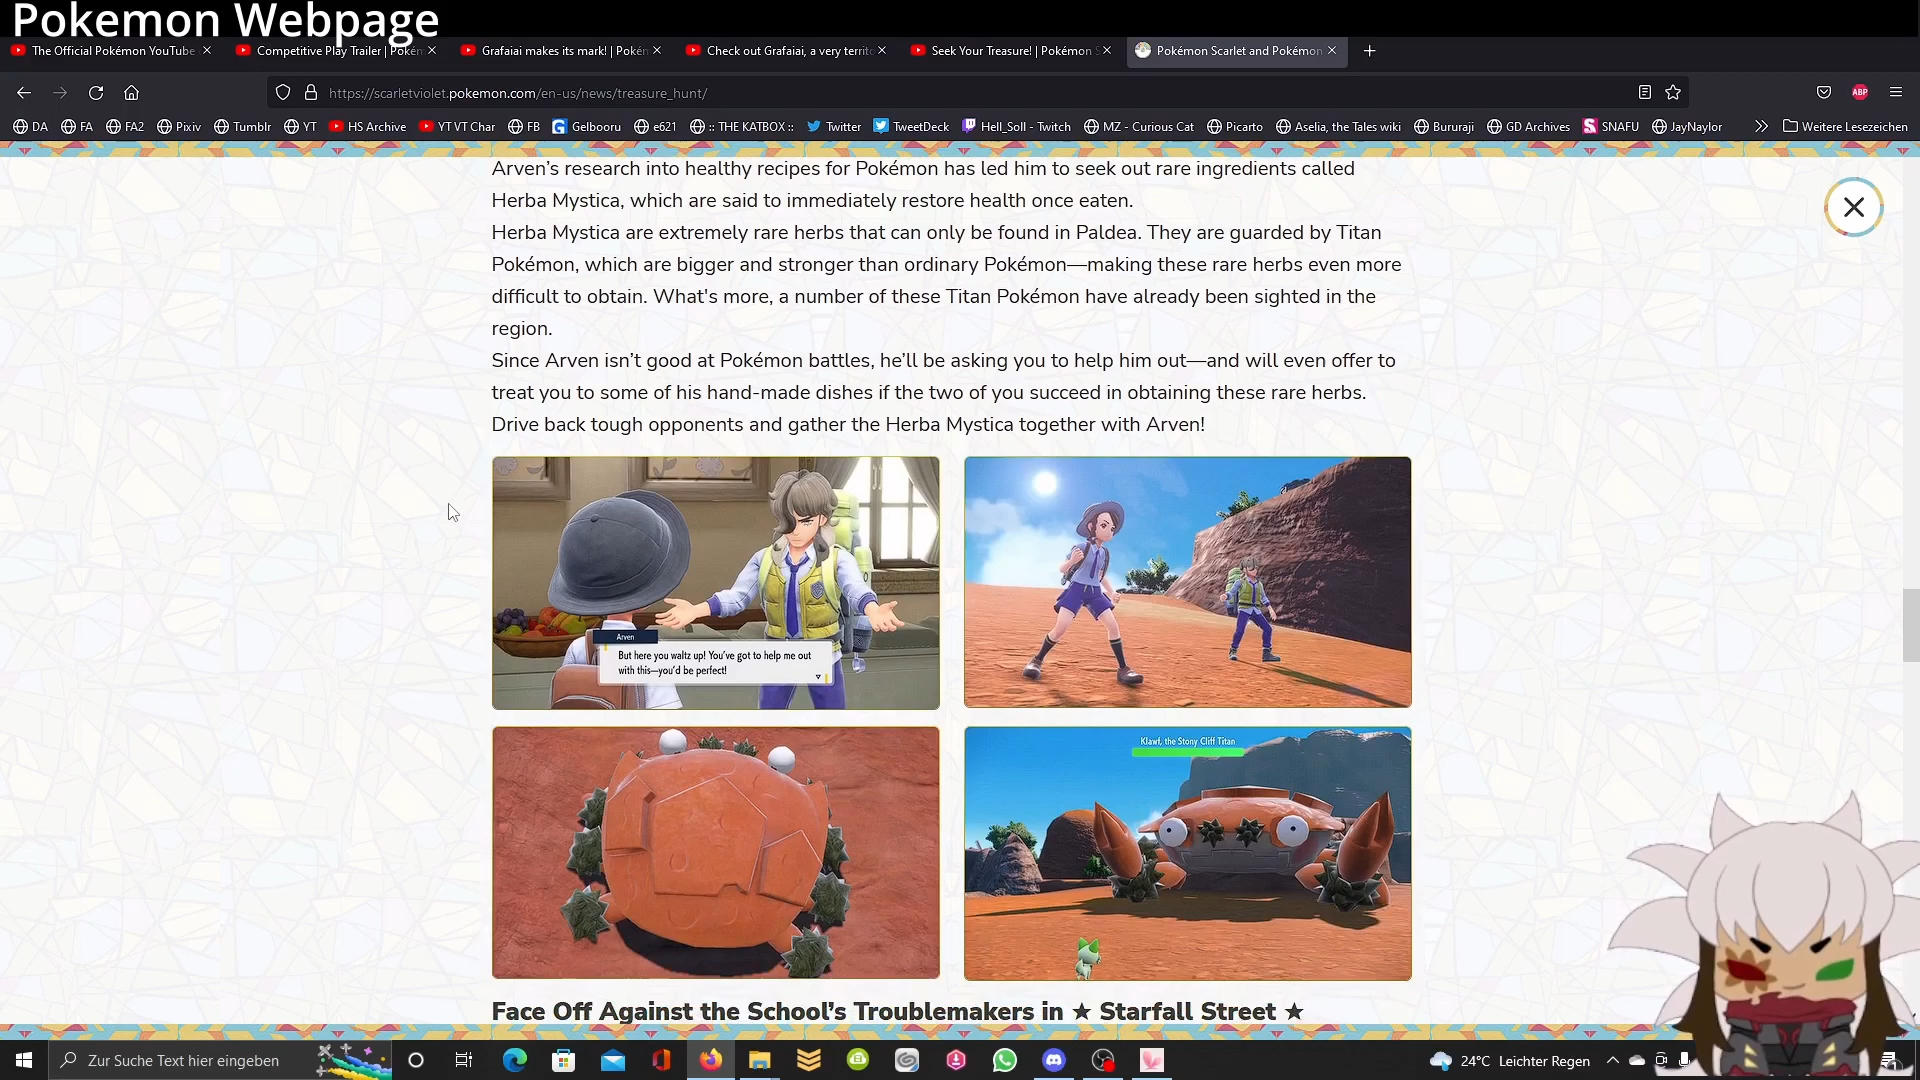 Pokemon Webpage
The Official Pokémon YouTube
Competitive Play Trailer | Pokém
Grafaiai makes its mark! | Pokén
Check out Grafaiai, a very territo
Seek Your Treasure! | Pokémon S
Pokémon Scarlet and Pokémon
https://scarletviolet.pokemon.com/en-us/news/treasure_hunt/
ABP
DA
FA
FA2
Pixiv
Tumblr
YT
HS Archive
YT VT Char
FB
Gelbooru
e621
:: THE KATBOX ::
Twitter
TweetDeck
Hell_Soll - Twitch
MZ - Curious Cat
Picarto
Aselia, the Tales wiki
Bururaji
GD Archives
SNAFU
JayNaylor
Weitere Lesezeichen
Arven’s research into healthy recipes for Pokémon has led him to seek out rare ingredients called
Herba Mystica, which are said to immediately restore health once eaten.
Herba Mystica are extremely rare herbs that can only be found in Paldea. They are guarded by Titan
Pokémon, which are bigger and stronger than ordinary Pokémon—making these rare herbs even more
difficult to obtain. What's more, a number of these Titan Pokémon have already been sighted in the
region.
Since Arven isn’t good at Pokémon battles, he’ll be asking you to help him out—and will even offer to
treat you to some of his hand-made dishes if the two of you succeed in obtaining these rare herbs.
Drive back tough opponents and gather the Herba Mystica together with Arven!
Arven
But here you waltz up! You've got to help me out
with this—you'd be perfect!
Klawf, the Stony Cliff Titan
Face Off Against the School’s Troublemakers in ★ Starfall Street ★
Zur Suche Text hier eingeben
24°C Leichter Regen